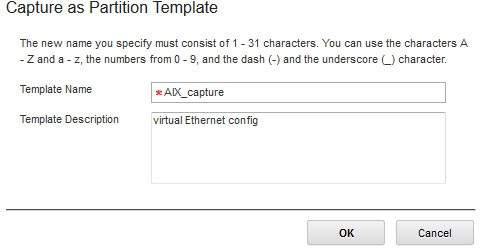 Capture as Partition Template
The new name you specify must consist of 1 - 31 characters. You can use the characters A
- Z and a - z, the numbers from 0 - 9, and the dash (-) and the underscore (_) character.
Template Name
*AIX_capture
Template Description
virtual Ethernet config
OK
Cancel